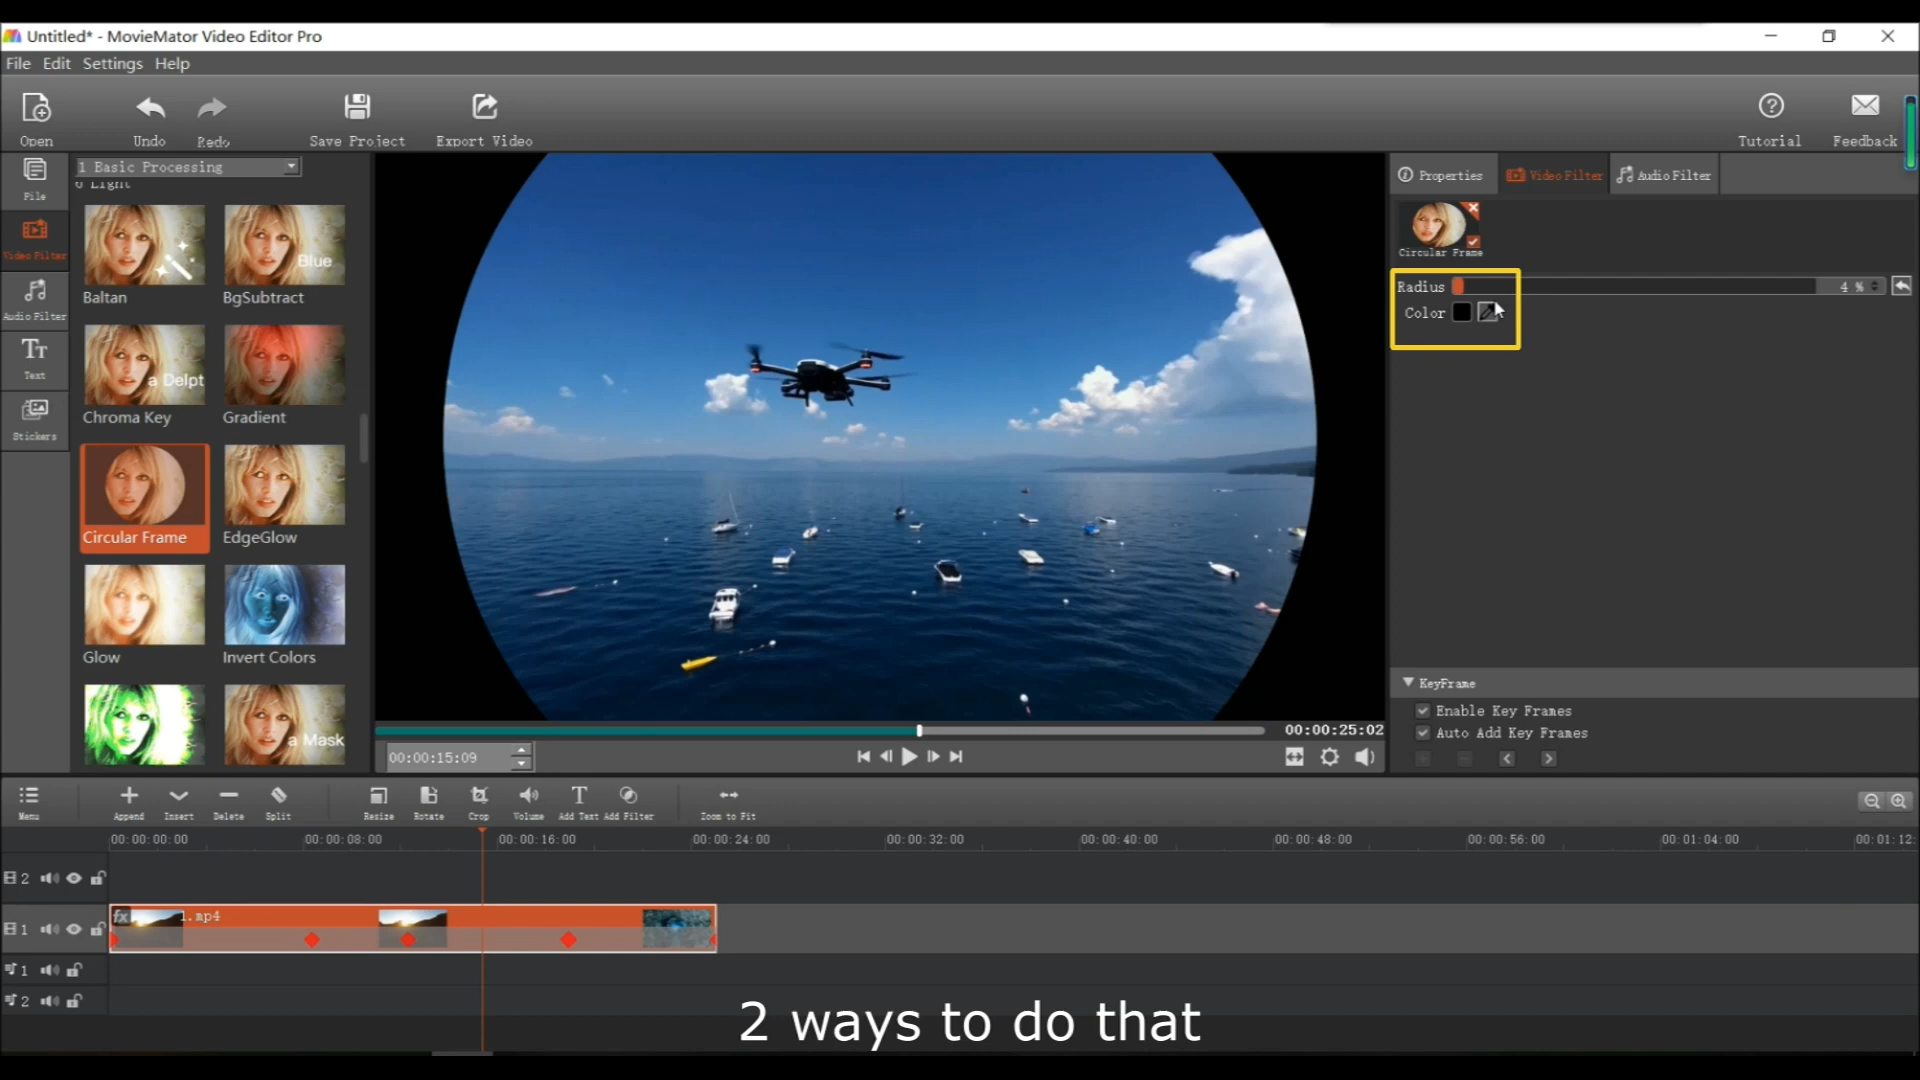 Untitled* - MovieMator Video Editor Pro
File Edit Settings Help
Open Undo Redo Save Project Export Video Tutorial Feedback
1 Basic Processing
6 Light
File
Video Filter
Audio Filter
Text
Stickers
Baltan BgSubtract
Blue
Chroma Key Gradient
a Delpt
Circular Frame EdgeGlow
Glow Invert Colors
a Mask
Properties Video Filter Audio Filter
Circular Frame
Radius 4 %
Color
KeyFrame
Enable Key Frames
Auto Add Key Frames
00:00:25:02
00:00:15:09
Menu Append Insert Delete Split Resize Rotate Crop Volume Add Text Add Filter Zoom to Fit
00:00:00:00 00:00:08:00 00:00:16:00 00:00:24:00 00:00:32:00 00:00:40:00 00:00:48:00 00:00:56:00 00:01:04:00 00:01:12:
2
1
fx 1.mp4
1
2
2 ways to do that